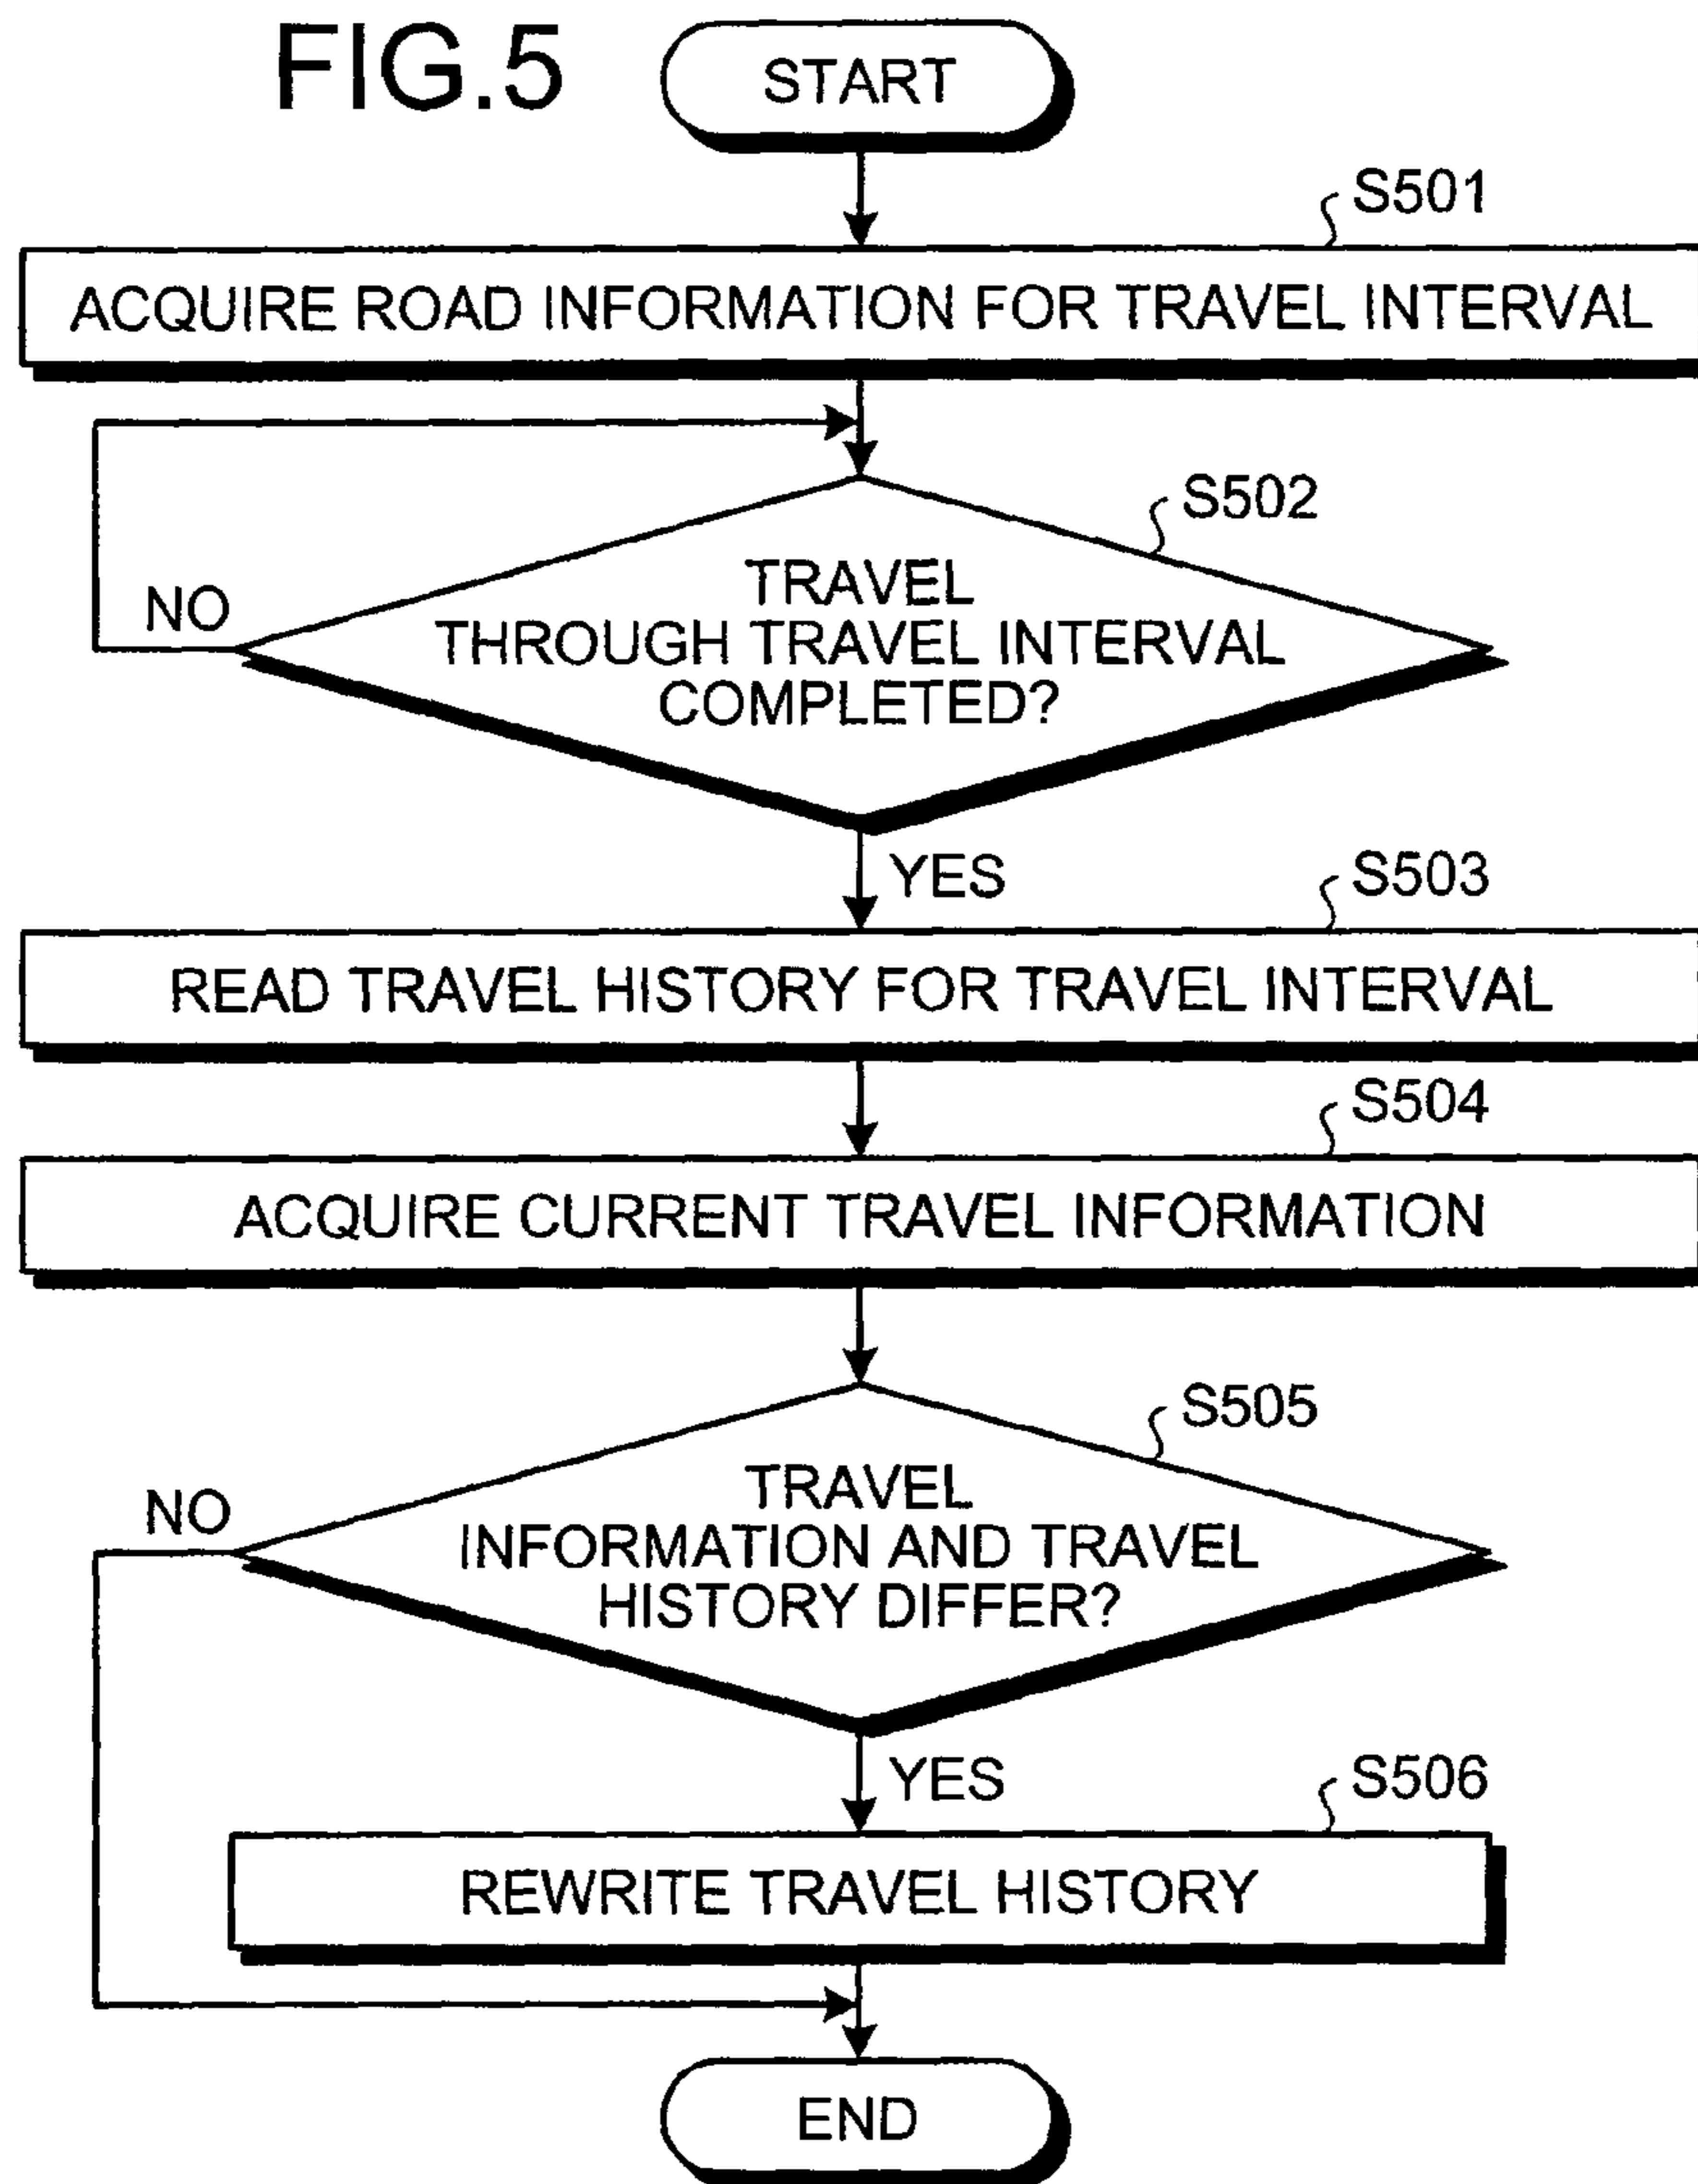 FIG.5
START
S501
ACQUIRE ROAD INFORMATION FOR TRAVEL INTERVAL
S502
NO
TRAVEL
THROUGH TRAVEL INTERVAL
COMPLETED?
YES
S503
READ TRAVEL HISTORY FOR TRAVEL INTERVAL
S504
ACQUIRE CURRENT TRAVEL INFORMATION
S505
NO
TRAVEL
INFORMATION AND TRAVEL
HISTORY DIFFER?
YES
S506
REWRITE TRAVEL HISTORY
END